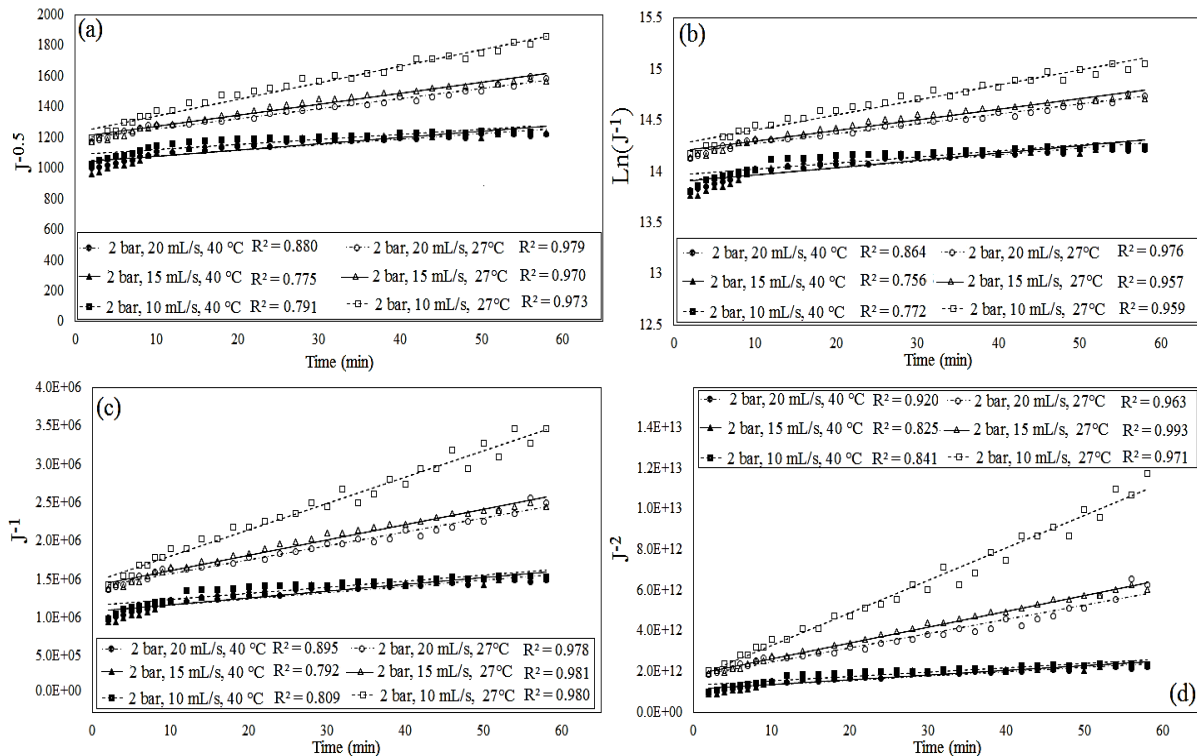 (a)
J-0.5
2000
1800
1600
1400
1200
1000
800
600
400
200
0
2 bar, 20 mL/s, 40 °C R² = 0.880 2 bar, 20 mL/s, 27°C R² = 0.979
2 bar, 15 mL/s, 40 °C R² = 0.775 2 bar, 15 mL/s, 27°C R² = 0.970
2 bar, 10 mL/s, 40 °C R² = 0.791 2 bar, 10 mL/s, 27°C R² = 0.973
0 10 20 30 40 50 60
Time (min)
(b)
Ln(J-1)
15.5
15
14.5
14
13.5
13
12.5
2 bar, 20 mL/s, 40 °C R² = 0.864 2 bar, 20 mL/s, 27°C R² = 0.976
2 bar, 15 mL/s, 40 °C R² = 0.756 2 bar, 15 mL/s, 27°C R² = 0.957
2 bar, 10 mL/s, 40 °C R² = 0.772 2 bar, 10 mL/s, 27°C R² = 0.959
0 10 20 30 40 50 60
Time (min)
(c)
J-1
4.0E+06
3.5E+06
3.0E+06
2.5E+06
2.0E+06
1.5E+06
1.0E+06
5.0E+05
0.0E+00
2 bar, 20 mL/s, 40 °C R² = 0.895 2 bar, 20 mL/s, 27°C R² = 0.978
2 bar, 15 mL/s, 40 °C R² = 0.792 2 bar, 15 mL/s, 27°C R² = 0.981
2 bar, 10 mL/s, 40 °C R² = 0.809 2 bar, 10 mL/s, 27°C R² = 0.980
0 10 20 30 40 50 60
Time (min)
2 bar, 20 mL/s, 40 °C R² = 0.920 2 bar, 20 mL/s, 27°C R² = 0.963
2 bar, 15 mL/s, 40 °C R² = 0.825 2 bar, 15 mL/s, 27°C R² = 0.993
2 bar, 10 mL/s, 40 °C R² = 0.841 2 bar, 10 mL/s, 27°C R² = 0.971
J-2
1.4E+13
1.2E+13
1.0E+13
8.0E+12
6.0E+12
4.0E+12
2.0E+12
0.0E+00
(d)
0 10 20 30 40 50 60
Time (min)